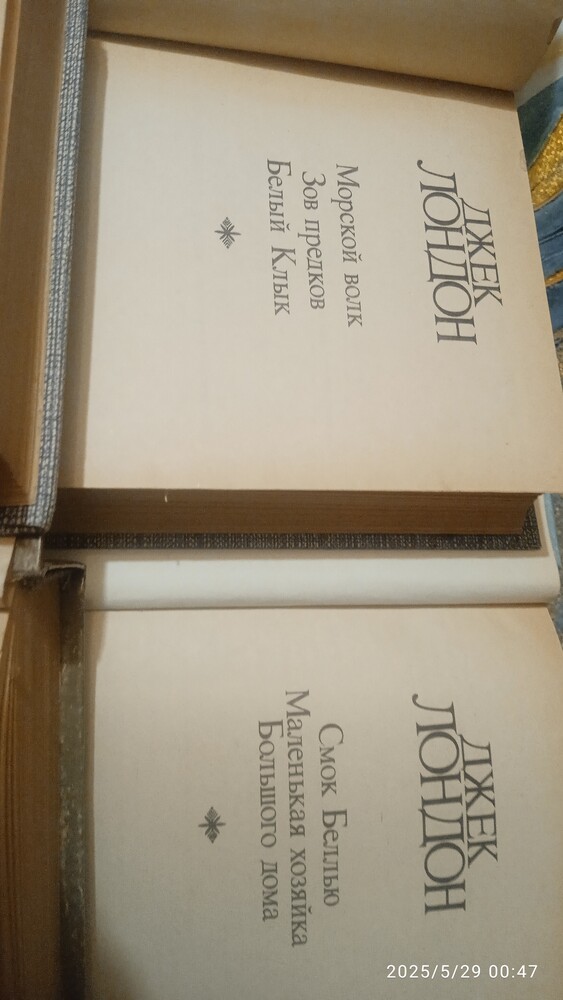 ДЖЕК
ЛОНДОН
Морской волк
Зов предков
Белый Клык
ДЖЕК
ЛОНДОН
Смок Беллью
Маленькая хозяйка
Большого дома
2025/5/29 00:47